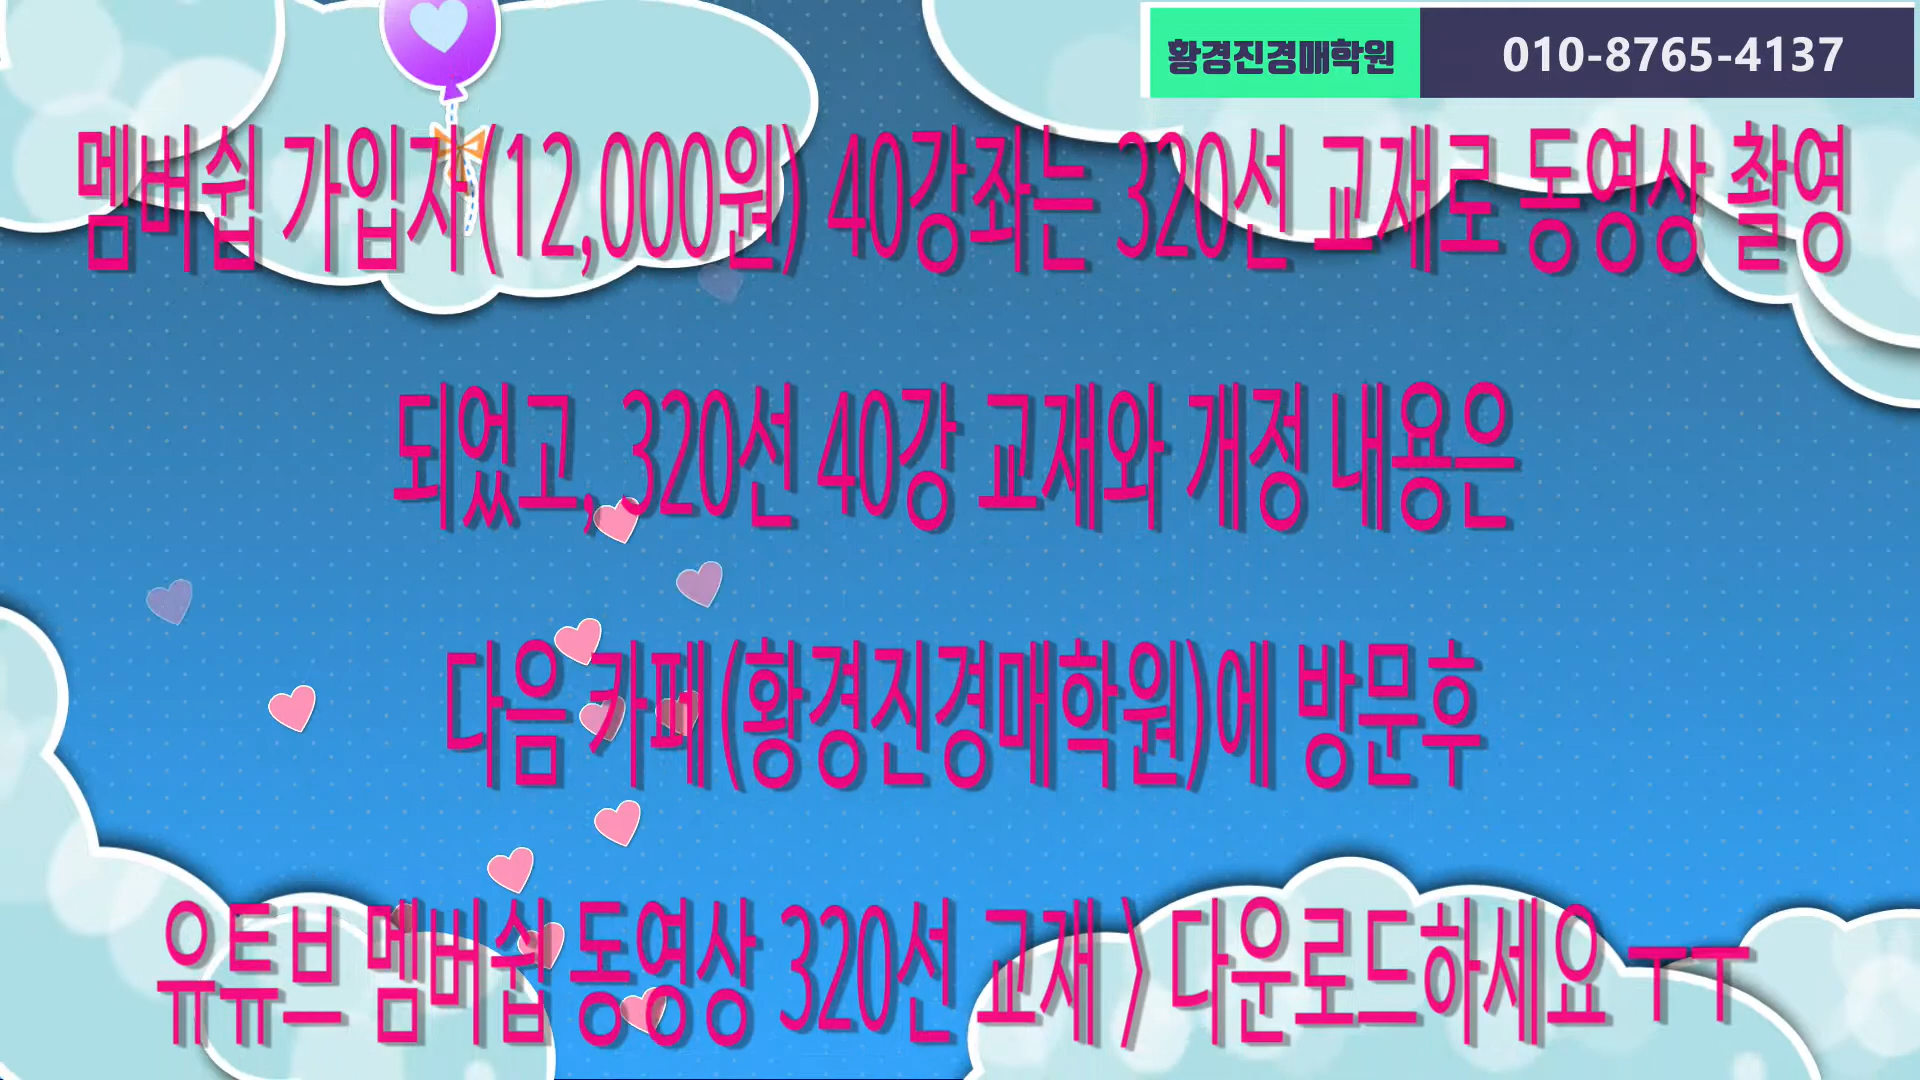 황경진경매학원 010-8765-4137
멤버쉽 가입자(12,000원) 40강좌는 320선 교재로 동영상 촬영
되었고, 320선 40강 교재와 개정 내용은
다음 카페(황경진경매학원)에 방문후
유튜브 멤버쉽 동영상 320선 교재 > 다운로드하세요 ㅜㅜ